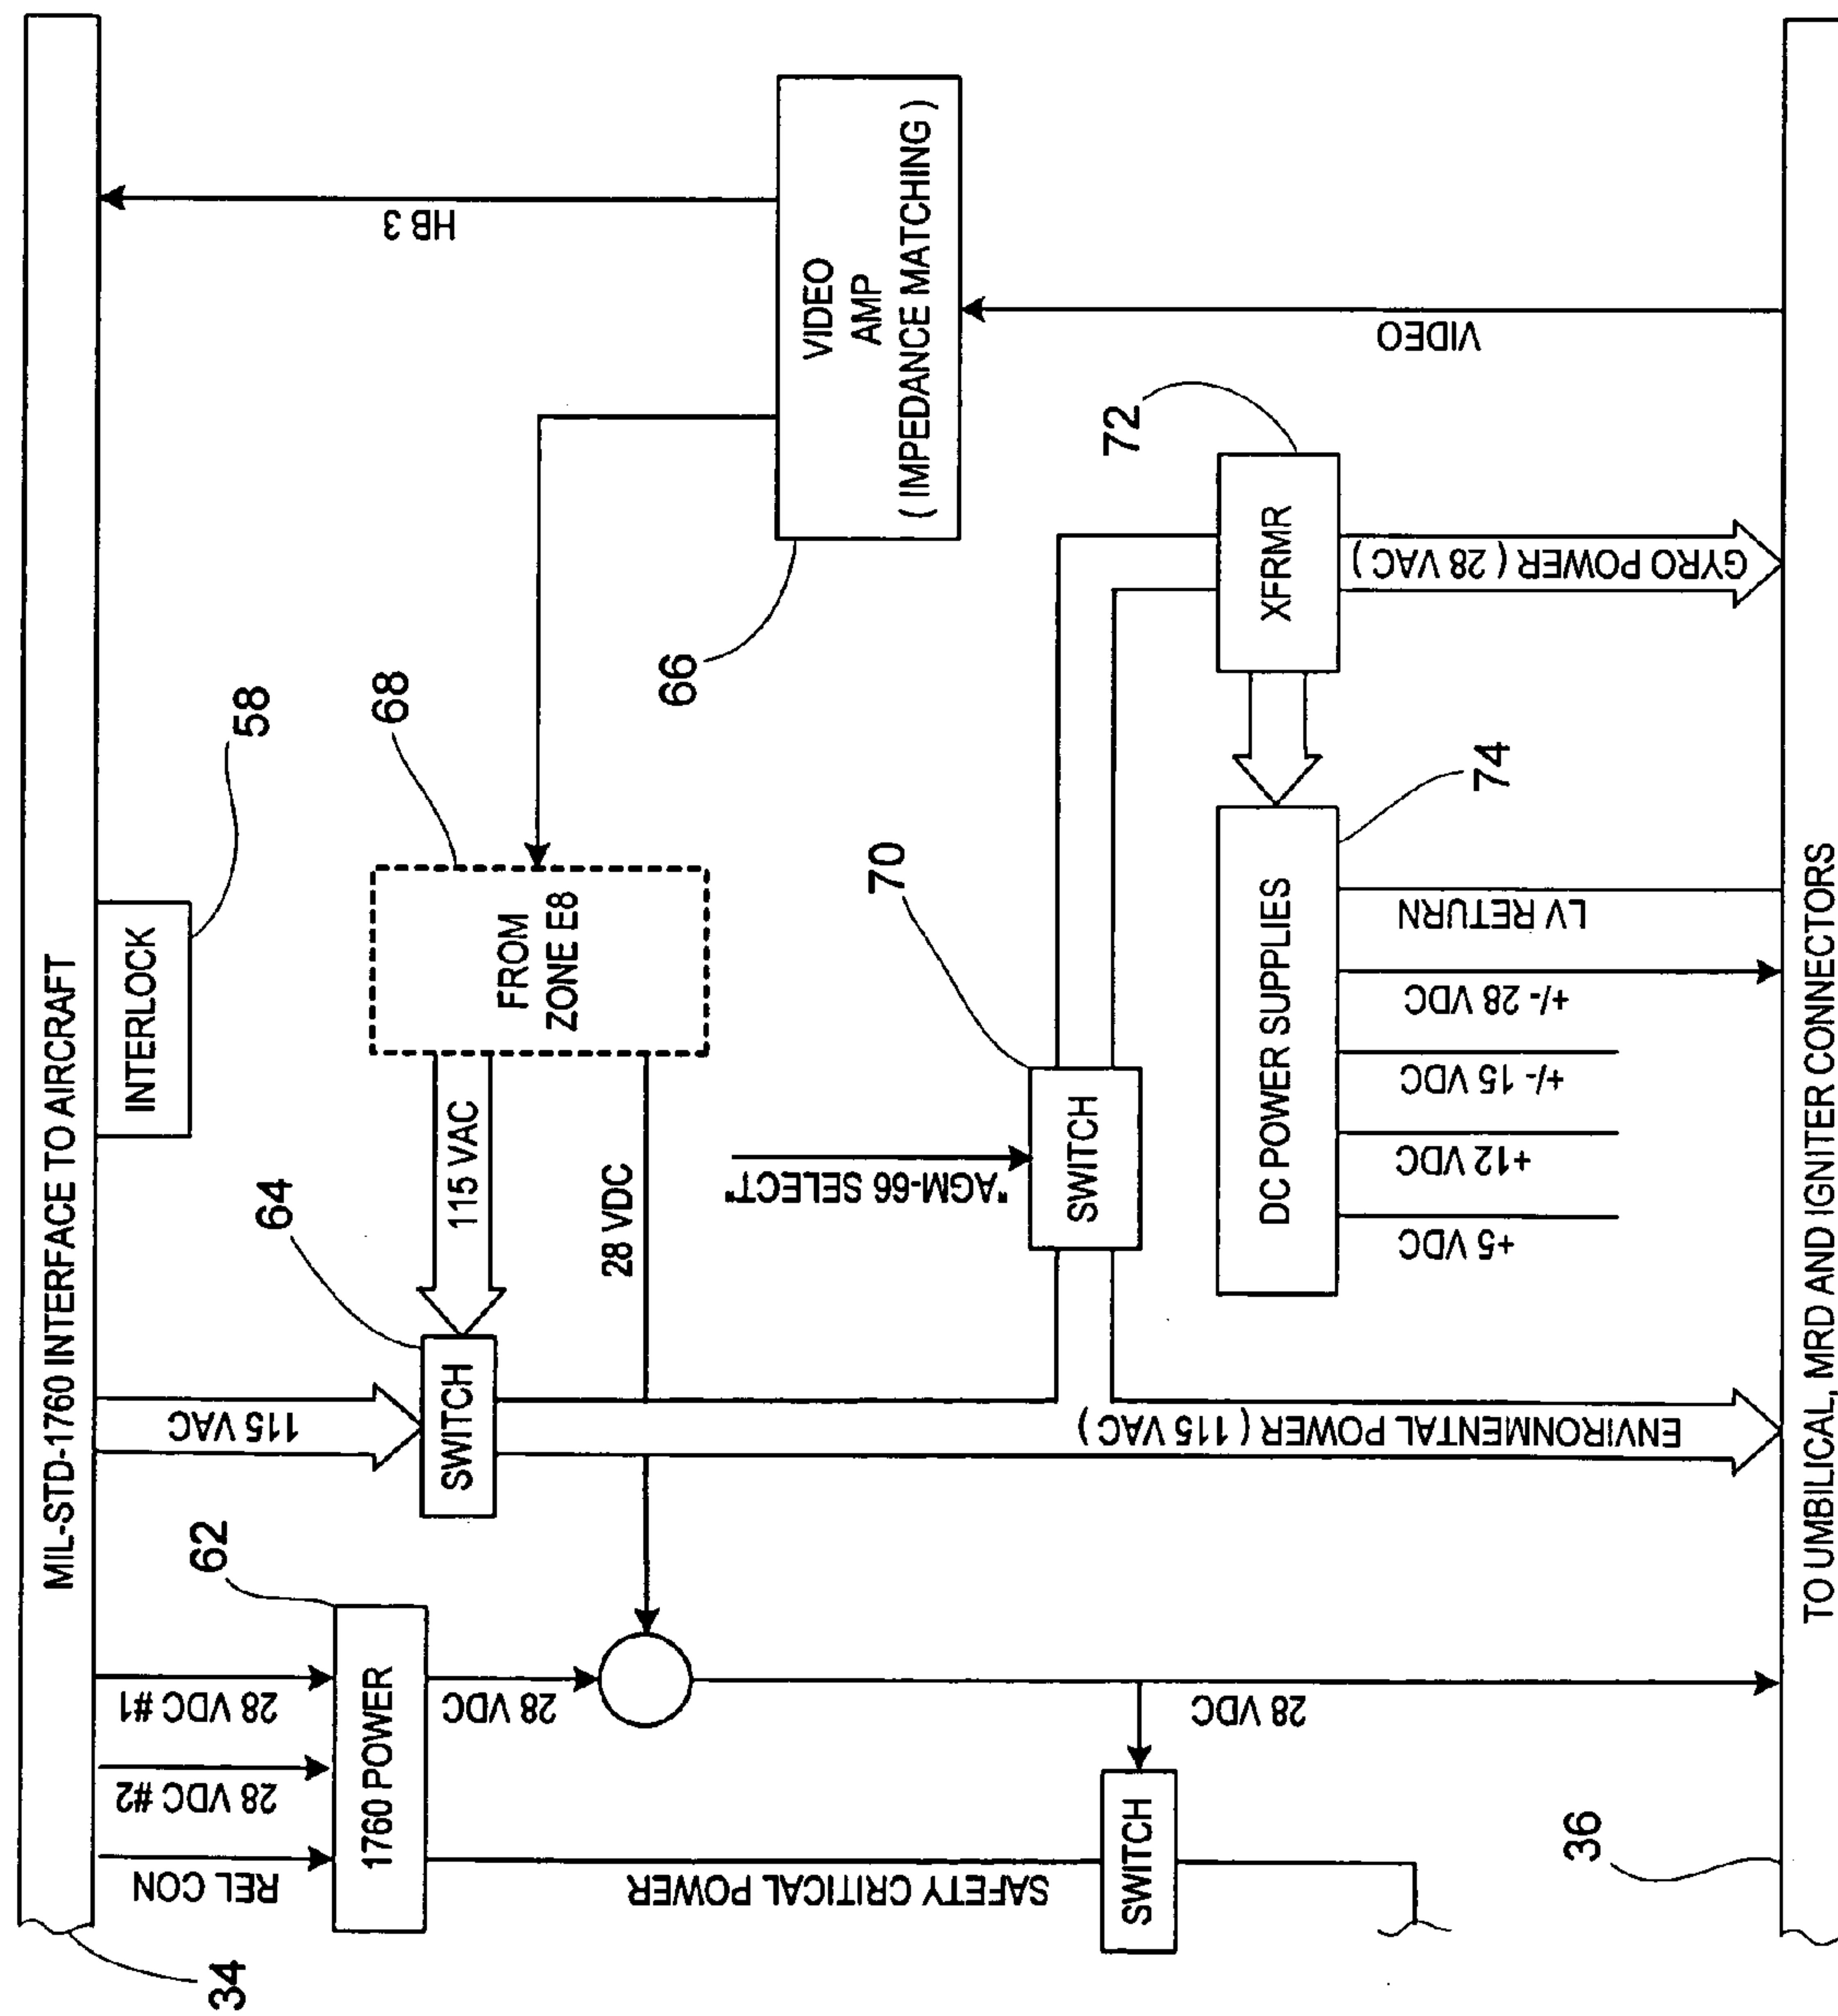 MIL-STD-1760 INTERFACE TO AIRCRAFT
34
REL CON
28 VDC #2
28 VDC #1
115 VAC
INTERLOCK
58
HB 3
62
1760 POWER
64
SWITCH
115 VAC
68
FROM
ZONE E8
28 VDC
28 VDC
66
VIDEO
AMP
( IMPEDANCE MATCHING )
SAFETY CRITICAL POWER
"AGM-66 SELECT"
70
SWITCH
72
XFRMR
VIDEO
SWITCH
28 VDC
ENVIRONMENTAL POWER ( 115 VAC )
DC POWER SUPPLIES
74
GYRO POWER ( 28 VAC )
+5 VDC
+12 VDC
+/- 15 VDC
+/- 28 VDC
LV RETURN
36
TO UMBILICAL, MRD AND IGNITER CONNECTORS